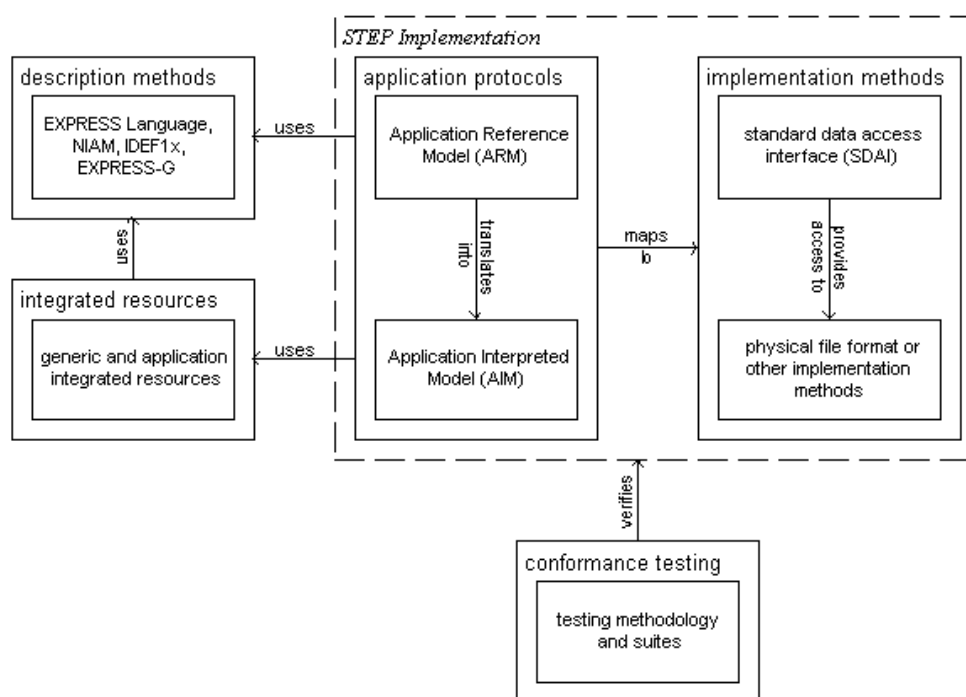 STEP Implementation
description methods
EXPRESS Language,
NIAM, IDEF1x,
EXPRESS-G
uses
application protocols
Application Reference
Model (ARM)
translates
into
Application Interpreted
Model (AIM)
maps
to
implementation methods
standard data access
interface (SDAI)
provides
access to
physical file format or
other implementation
methods
uses
integrated resources
generic and application
integrated resources
uses
verifies
conformance testing
testing methodology
and suites